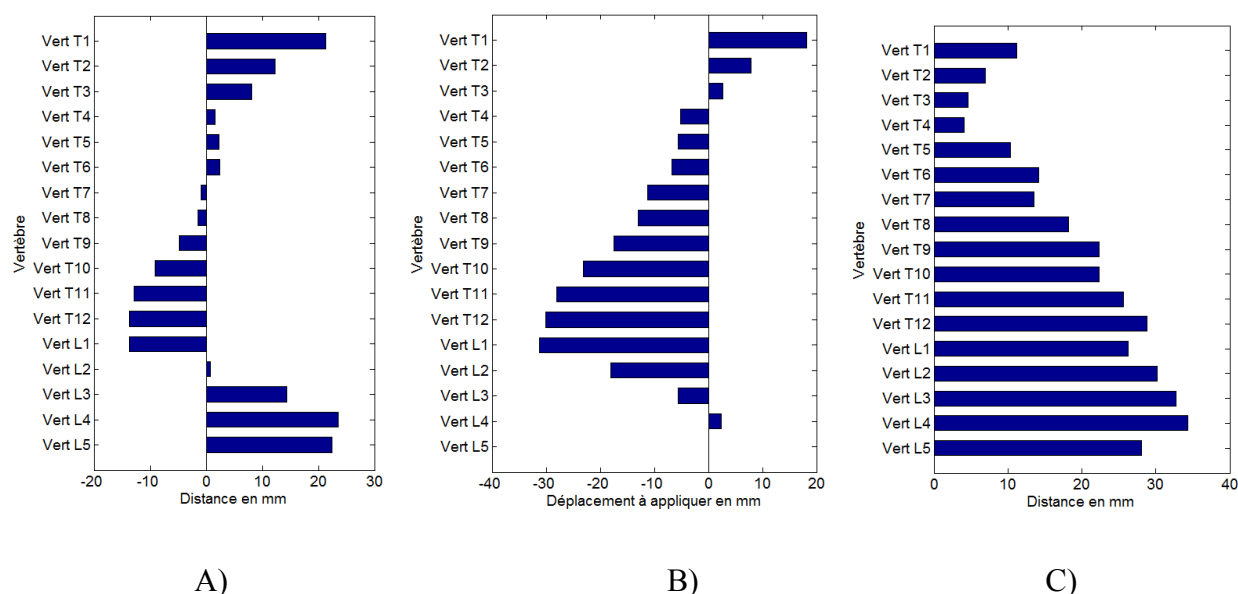 Vertèbre
Vert T1
Vert T2
Vert T3
Vert T4
Vert T5
Vert T6
Vert T7
Vert T8
Vert T9
Vert T10
Vert T11
Vert T12
Vert L1
Vert L2
Vert L3
Vert L4
Vert L5
-20 -10 0 10 20 30
Distance en mm
A)
Vertèbre
Vert T1
Vert T2
Vert T3
Vert T4
Vert T5
Vert T6
Vert T7
Vert T8
Vert T9
Vert T10
Vert T11
Vert T12
Vert L1
Vert L2
Vert L3
Vert L4
Vert L5
-40 -30 -20 -10 0 10 20
Déplacement à appliquer en mm
B)
Vertèbre
Vert T1
Vert T2
Vert T3
Vert T4
Vert T5
Vert T6
Vert T7
Vert T8
Vert T9
Vert T10
Vert T11
Vert T12
Vert L1
Vert L2
Vert L3
Vert L4
Vert L5
0 10 20 30 40
Distance en mm
C)